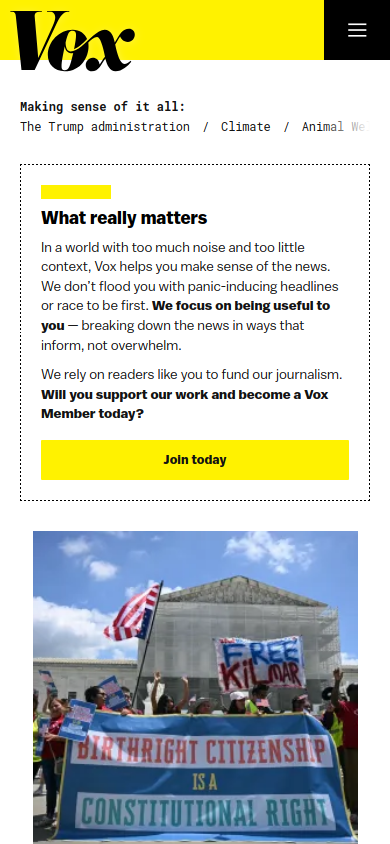 Vox
Making sense of it all:
The Trump administration / Climate / Animal We
What really matters
In a world with too much noise and too little
context, Vox helps you make sense of the news.
We don't flood you with panic-inducing headlines
or race to be first. We focus on being useful to
you — breaking down the news in ways that
inform, not overwhelm.
We rely on readers like you to fund our journalism.
Will you support our work and become a Vox
Member today?
Join today
FREE
KILMAR
BIRTHRIGHT CITIZENSHIP
IS A
CONSTITUTIONAL RIGHT